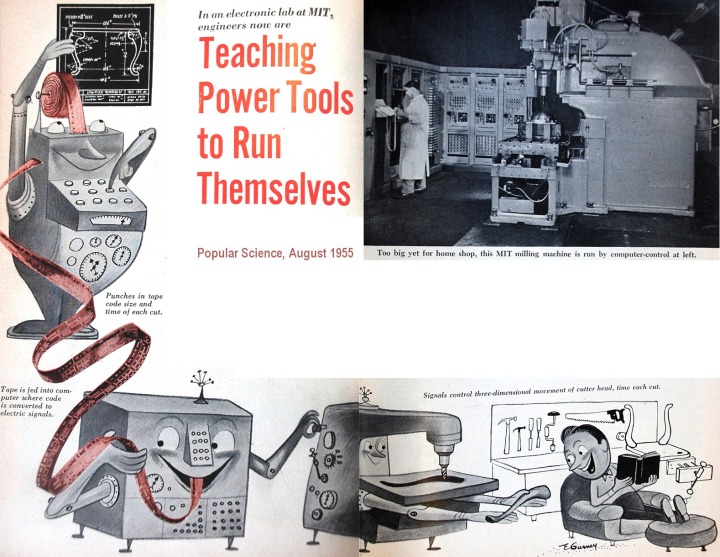 In an electronic lab at MIT,
engineers now are
Teaching
Power Tools
to Run
Themselves
Popular Science, August 1955
Too big yet for home shop, this MIT milling machine is run by computer-control at left.
Punches in tape
code size and
time of each cut.
Tape is fed into com-
puter where code
is converted to
electric signals.
Signals control three-dimensional movement of cutter head, time each cut.
E. Gurney